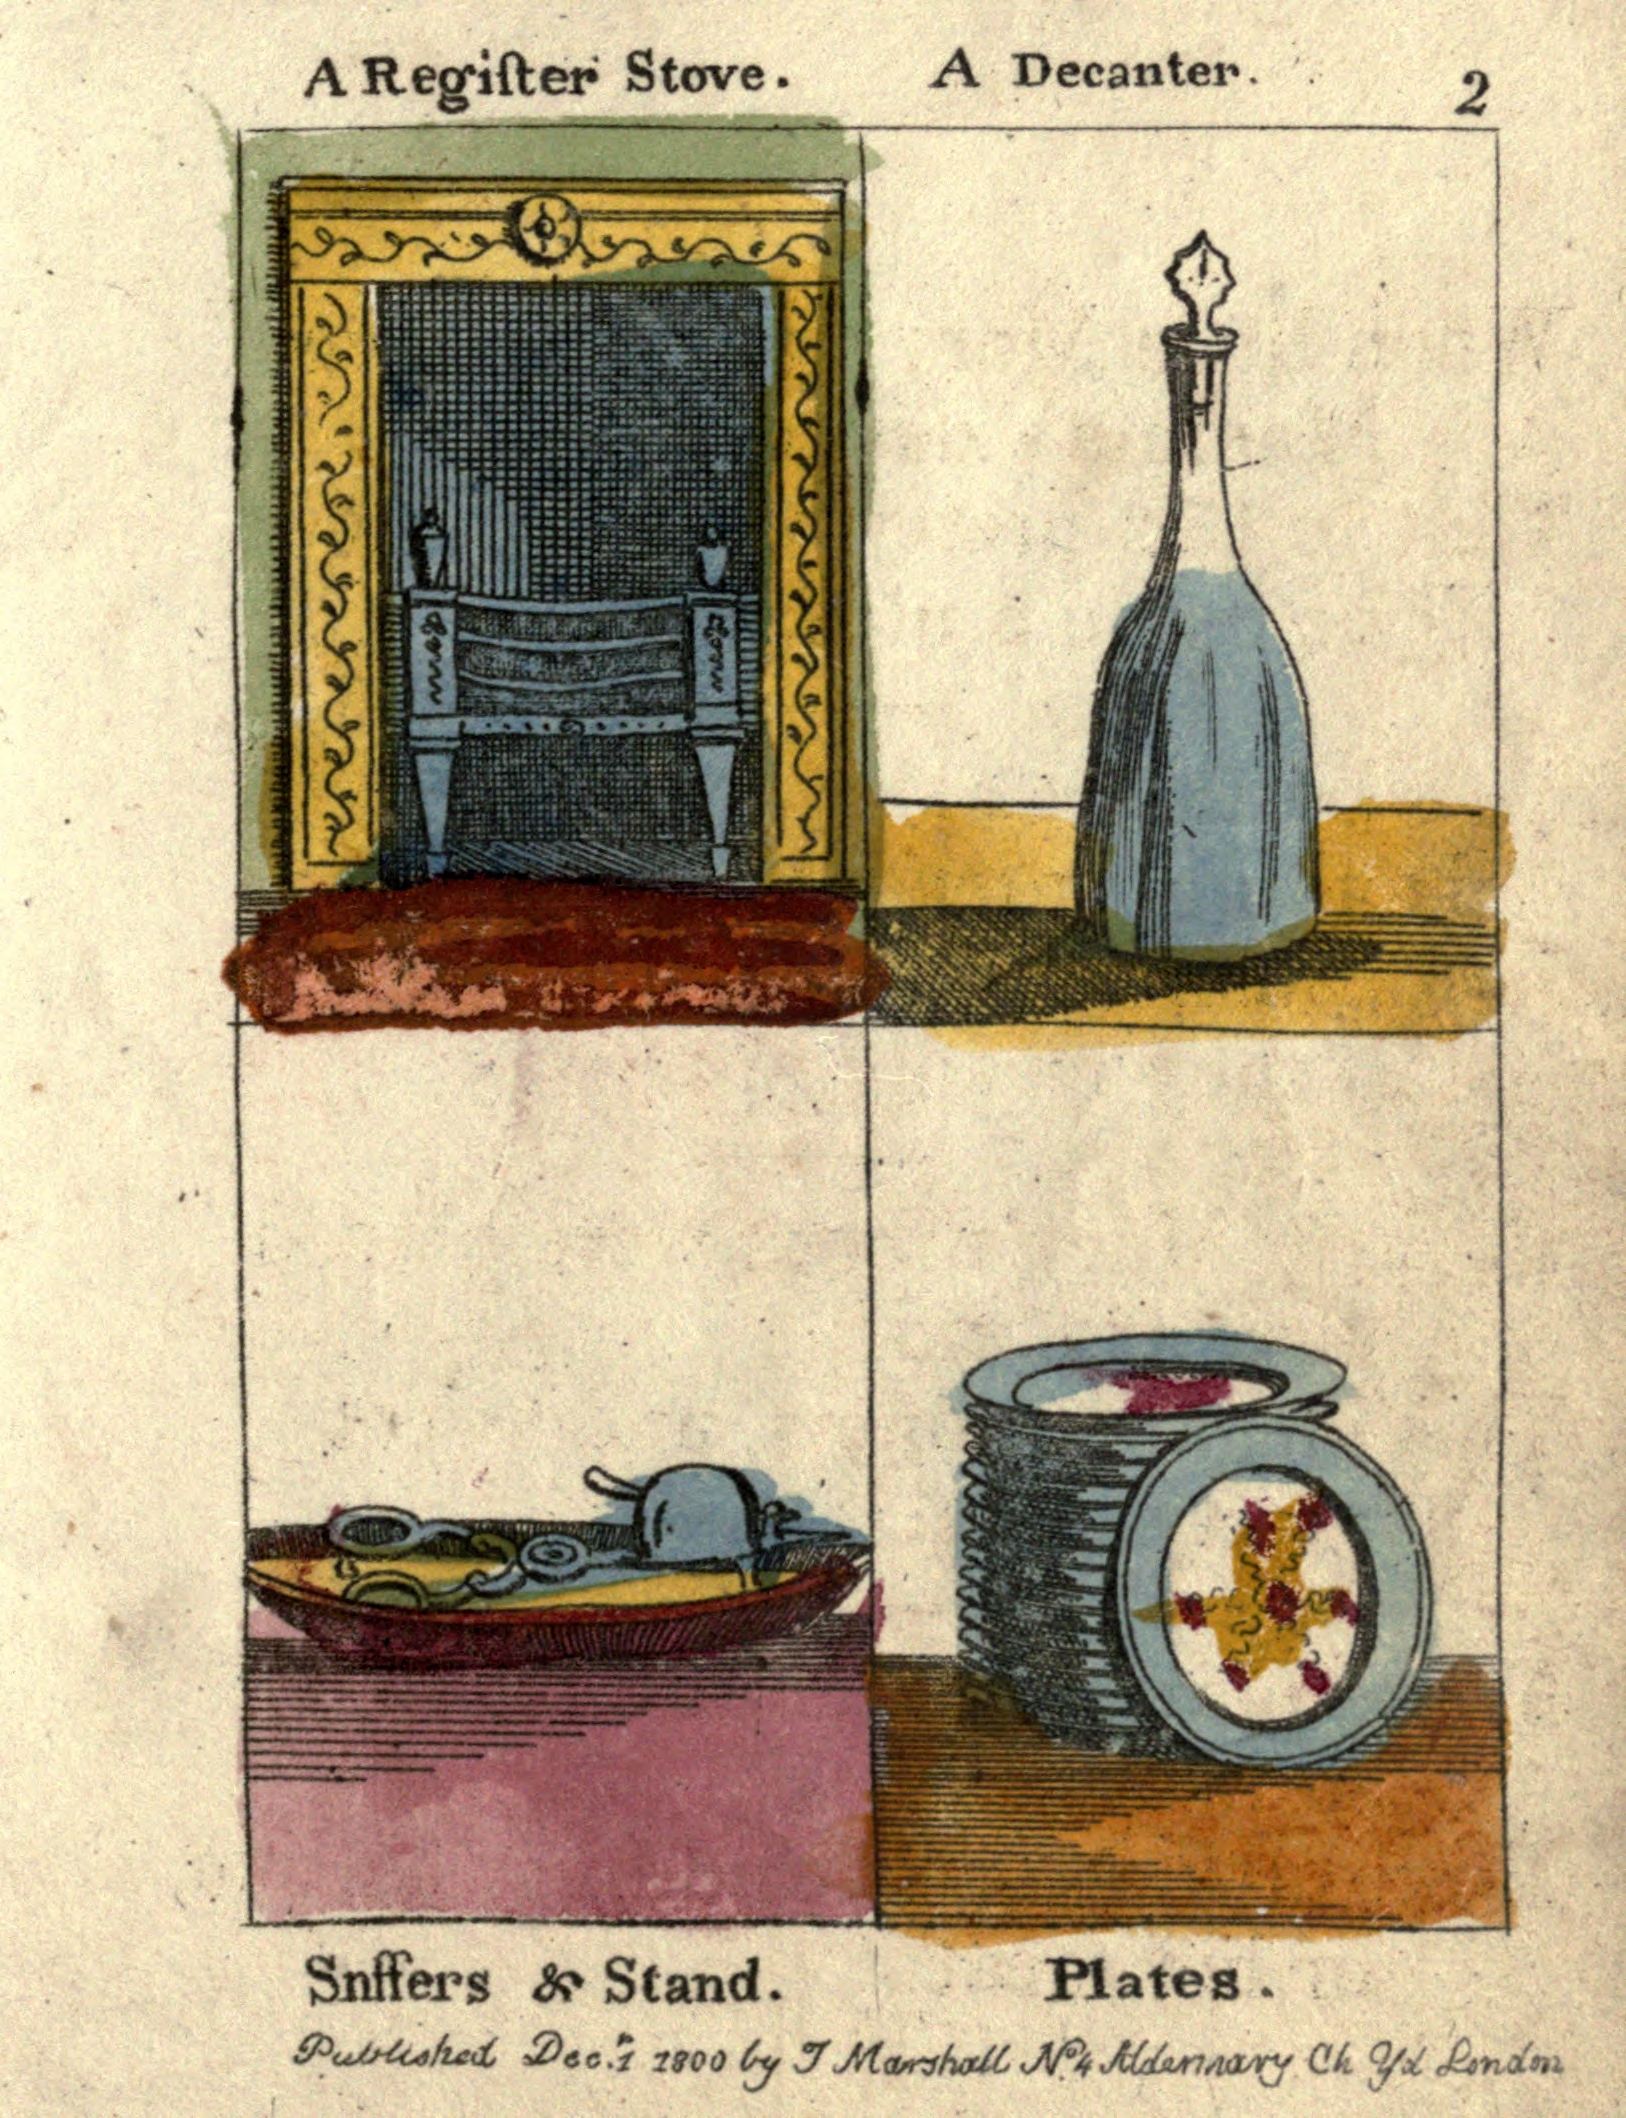 A Regiſter Stove. A Decanter. 2
Snffers & Stand. Plates.
Published Dec.r 1 1800 by J Marshall No. 4 Aldermary Ch Yd London